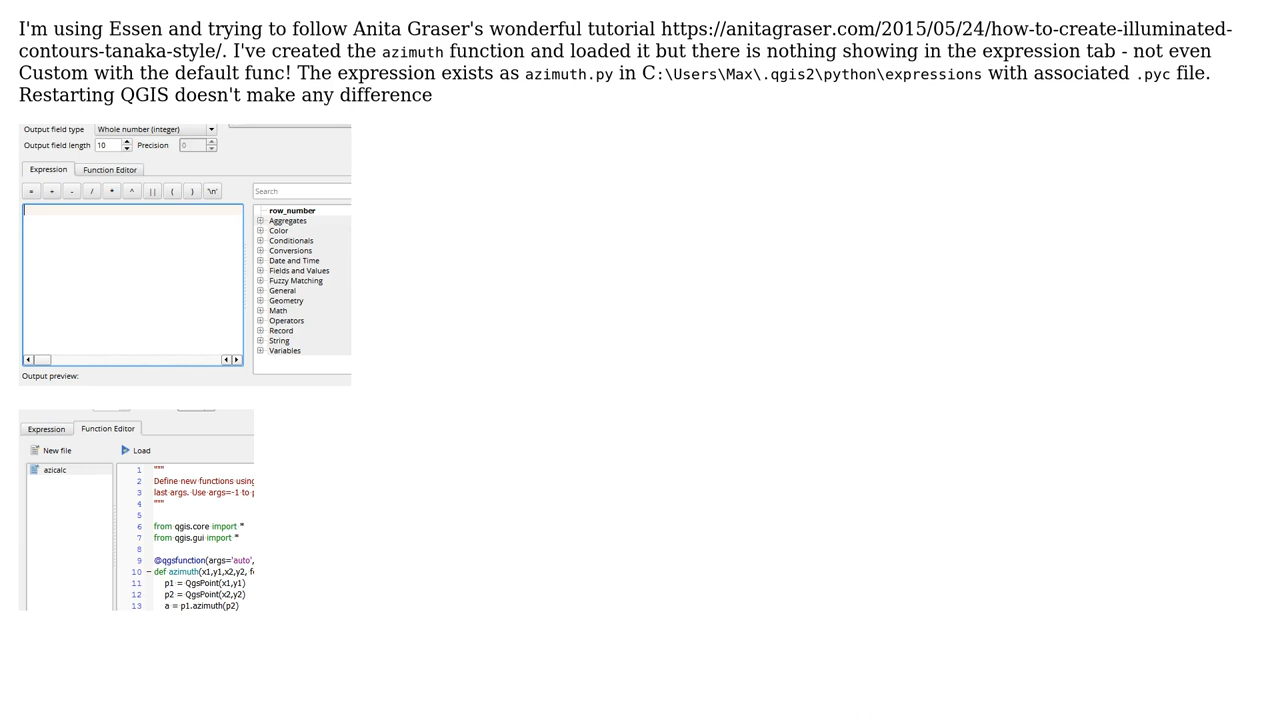 I'm using Essen and trying to follow Anita Graser's wonderful tutorial https://anitagraser.com/2015/05/24/how-to-create-illuminated-
contours-tanaka-style/. I've created the azimuth function and loaded it but there is nothing showing in the expression tab - not even
Custom with the default func! The expression exists as azimuth.py in C:\Users\Max\.qgis2\python\expressions with associated .pyc file.
Restarting QGIS doesn't make any difference
Output field type Whole number (integer)
Output field length 10 Precision 0
Expression Function Editor
= + - / * ^ || ( ) '\n' Search
row_number
Aggregates
Color
Conditionals
Conversions
Date and Time
Fields and Values
Fuzzy Matching
General
Geometry
Math
Operators
Record
String
Variables
Output preview:
Expression Function Editor
New file Load
azicalc
1 """
2 Define new functions using
3 last args. Use args=-1 to
4 """
5
6 from qgis.core import *
7 from qgis.gui import *
8
9 @qgsfunction(args='auto',
10 def azimuth(x1,y1,x2,y2,
11 p1 = QgsPoint(x1,y1)
12 p2 = QgsPoint(x2,y2)
13 a = p1.azimuth(p2)